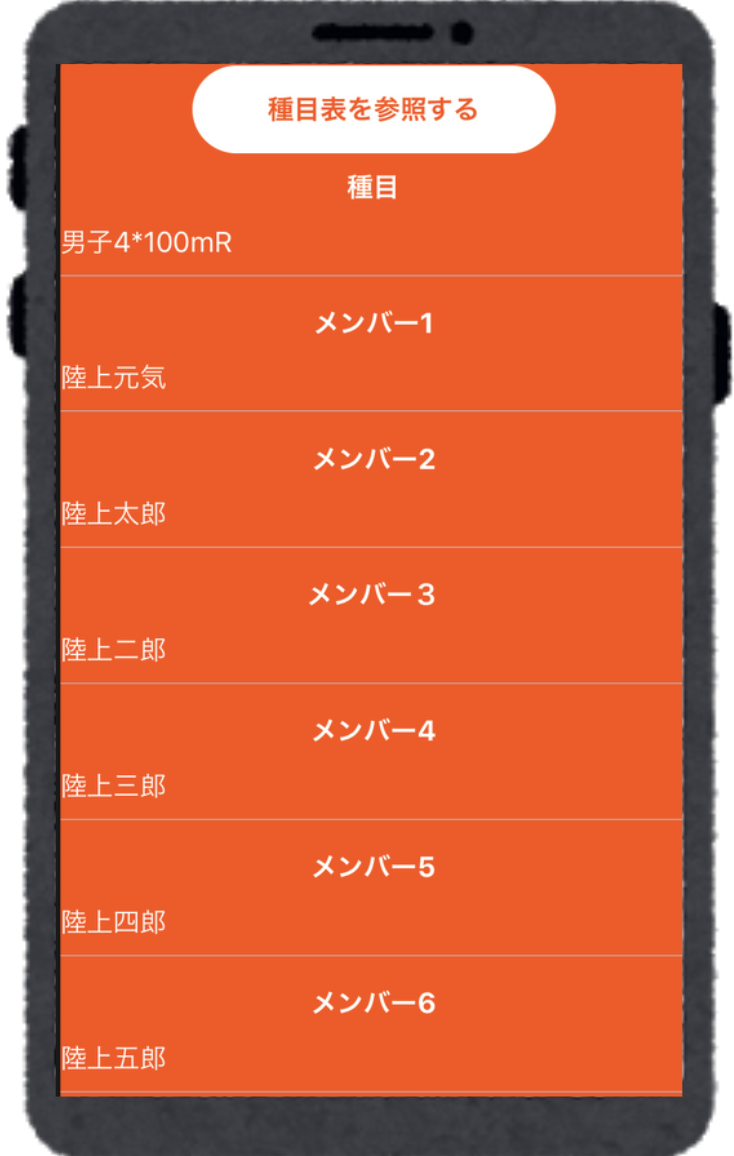 種目表を参照する
種目
男子4*100mR
メンバー1
陸上元気
メンバー2
陸上太郎
メンバー３
陸上二郎
メンバー4
陸上三郎
メンバー5
陸上四郎
メンバー6
陸上五郎